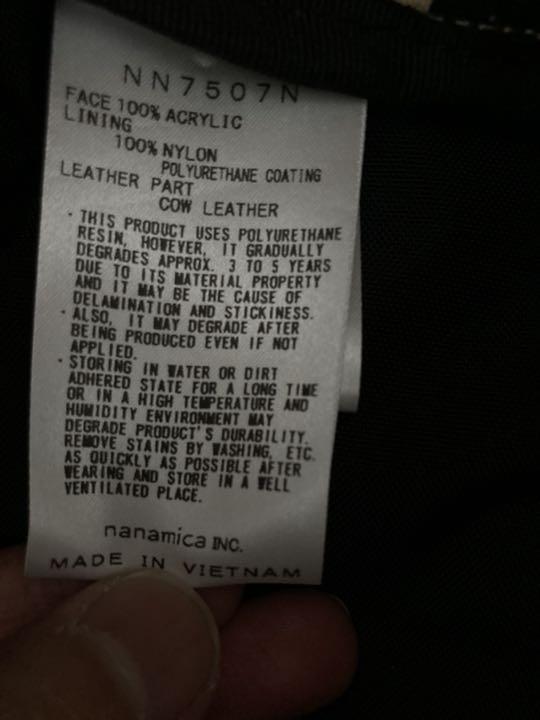 NN7507N
FACE 100% ACRYLIC
LINING
100% NYLON
POLYURETHANE COATING
LEATHER PART
COW LEATHER
・THIS PRODUCT USES POLYURETHANE
RESIN, HOWEVER, IT GRADUALLY
DEGRADES APPROX. 3 TO 5 YEARS
DUE TO ITS MATERIAL PROPERTY
AND IT MAY BE THE CAUSE OF
DELAMINATION AND STICKINESS.
・ALSO, IT MAY DEGRADE AFTER
BEING PRODUCED EVEN IF NOT
APPLIED.
・STORING IN WATER OR DIRT
ADHERED STATE FOR A LONG TIME
OR IN A HIGH TEMPERATURE AND
HUMIDITY ENVIRONMENT MAY
DEGRADE PRODUCT'S DURABILITY.
REMOVE STAINS BY WASHING, ETC.
AS QUICKLY AS POSSIBLE AFTER
WEARING AND STORE IN A WELL
VENTILATED PLACE.
nanamica INC.
MADE IN VIETNAM